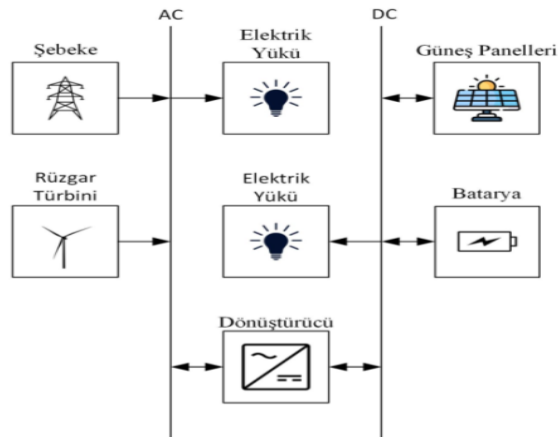 AC
DC
Şebeke
Elektrik
Yükü
Güneş Panelleri
Rüzgar
Türbini
Elektrik
Yükü
Batarya
Dönüştürücü